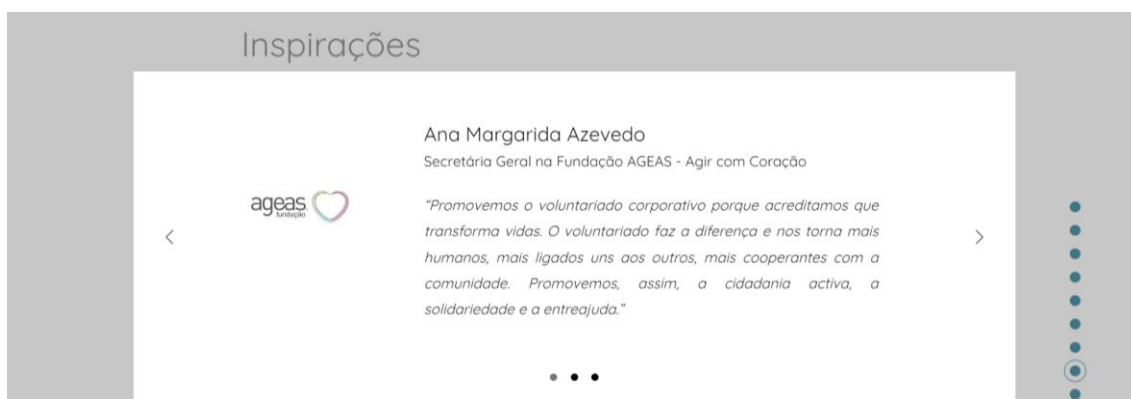 Inspirações
Ana Margarida Azevedo
Secretária Geral na Fundação AGEAS - Agir com Coração
ageas
fundação
“Promovemos o voluntariado corporativo porque acreditamos que
transforma vidas. O voluntariado faz a diferença e nos torna mais
humanos, mais ligados uns aos outros, mais cooperantes com a
comunidade. Promovemos, assim, a cidadania activa, a
solidariedade e a entreajuda.”